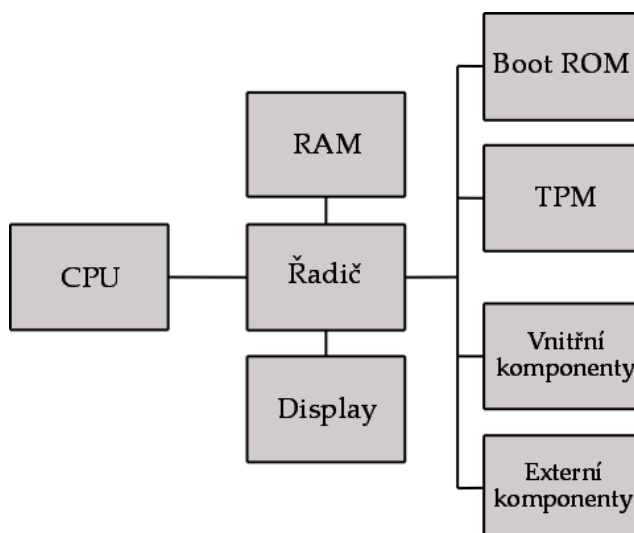 Boot ROM
RAM
TPM
CPU
Řadič
Vnitřní
komponenty
Display
Externí
komponenty